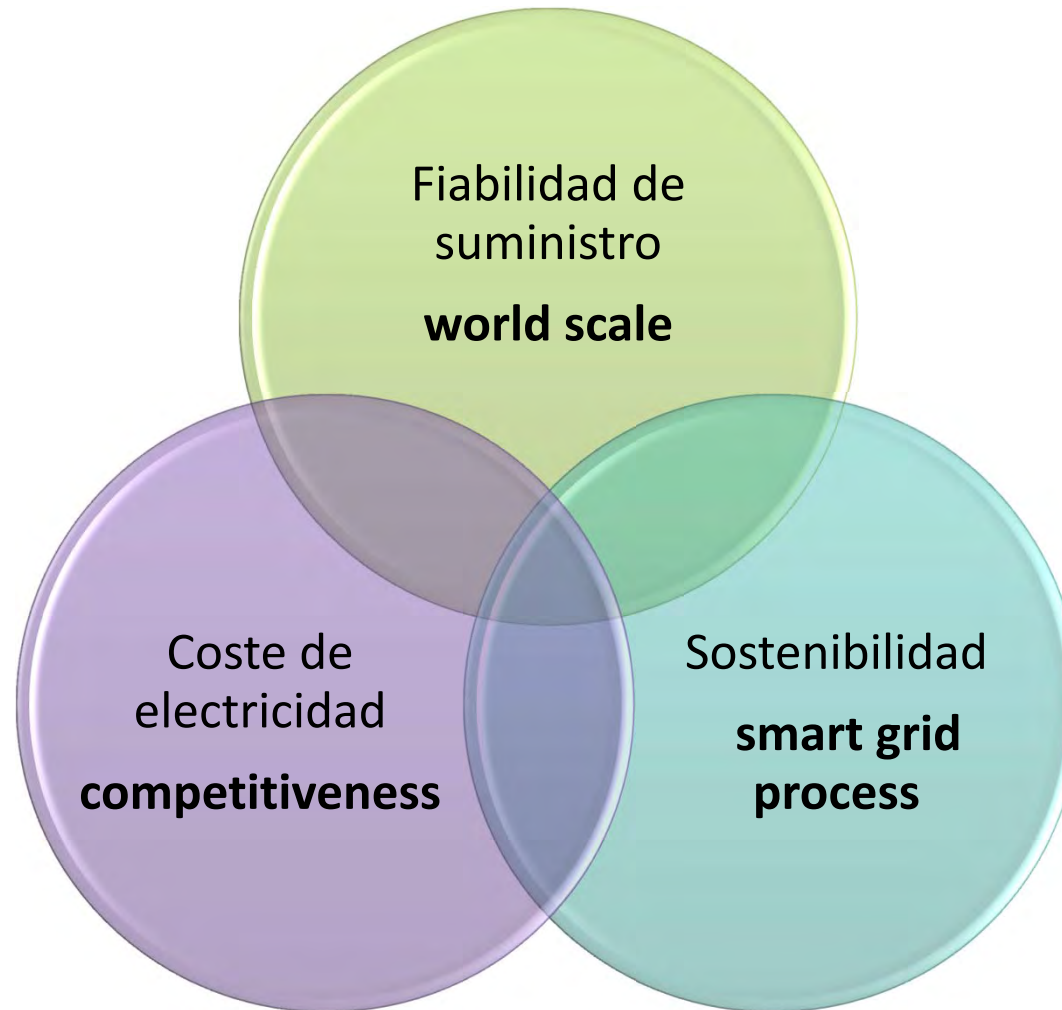 Fiabilidad de
suministro
world scale
Coste de
electricidad
competitiveness
Sostenibilidad
smart grid
process